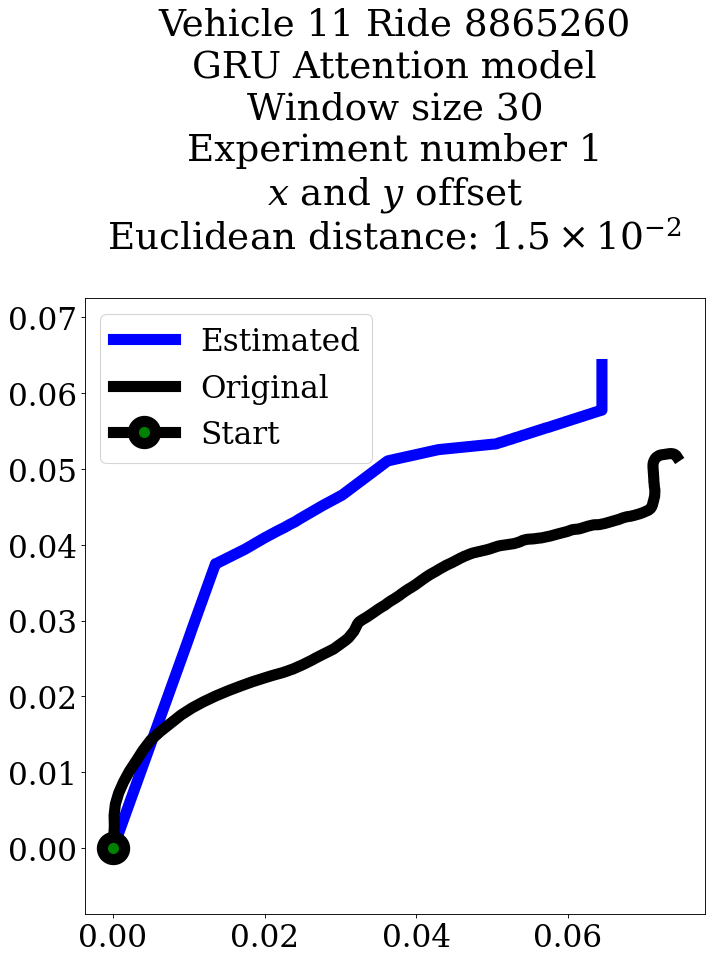 Vehicle 11 Ride 8865260
GRU Attention model
Window size 30
Experiment number 1
x and y offset
Euclidean distance: 1.5 × 10⁻²
0.07
0.06
0.05
0.04
0.03
0.02
0.01
0.00
Estimated
Original
Start
0.00 0.02 0.04 0.06